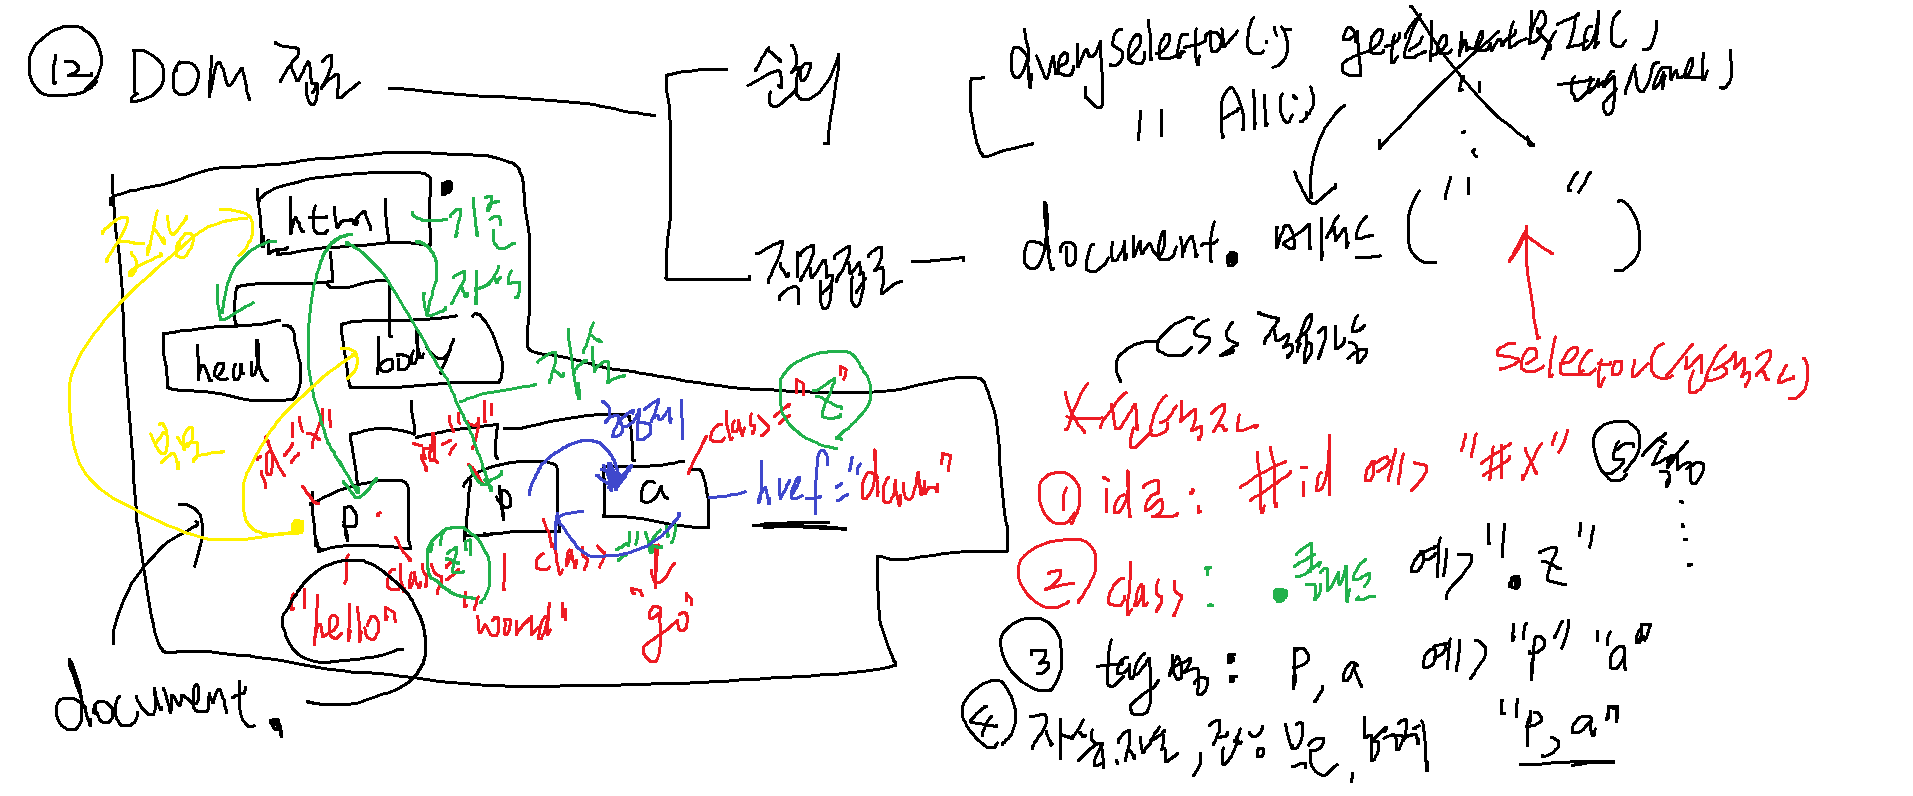 ⑫ DOM 접근
순회
querySelector(:)
" All(:)
getElementById()
tagName()
직접접근
document. 메서드 (" ")
selector(선택자)
CSS 적용가능
*선택자
① id로: #id 예> "#x"
② class: .클래스 예> ".z"
③ tag명: p, a 예> "p" "a"
"p, a"
④ 자식, 자손, 조상, 부모, 형제
⑤ 속성
html
기준
조상
자식
head
body
자손
부모
형제
id="x"
id="y"
class="z"
p
p
a
href="daum"
class="z"
class
"hello"
"world"
"go"
document.